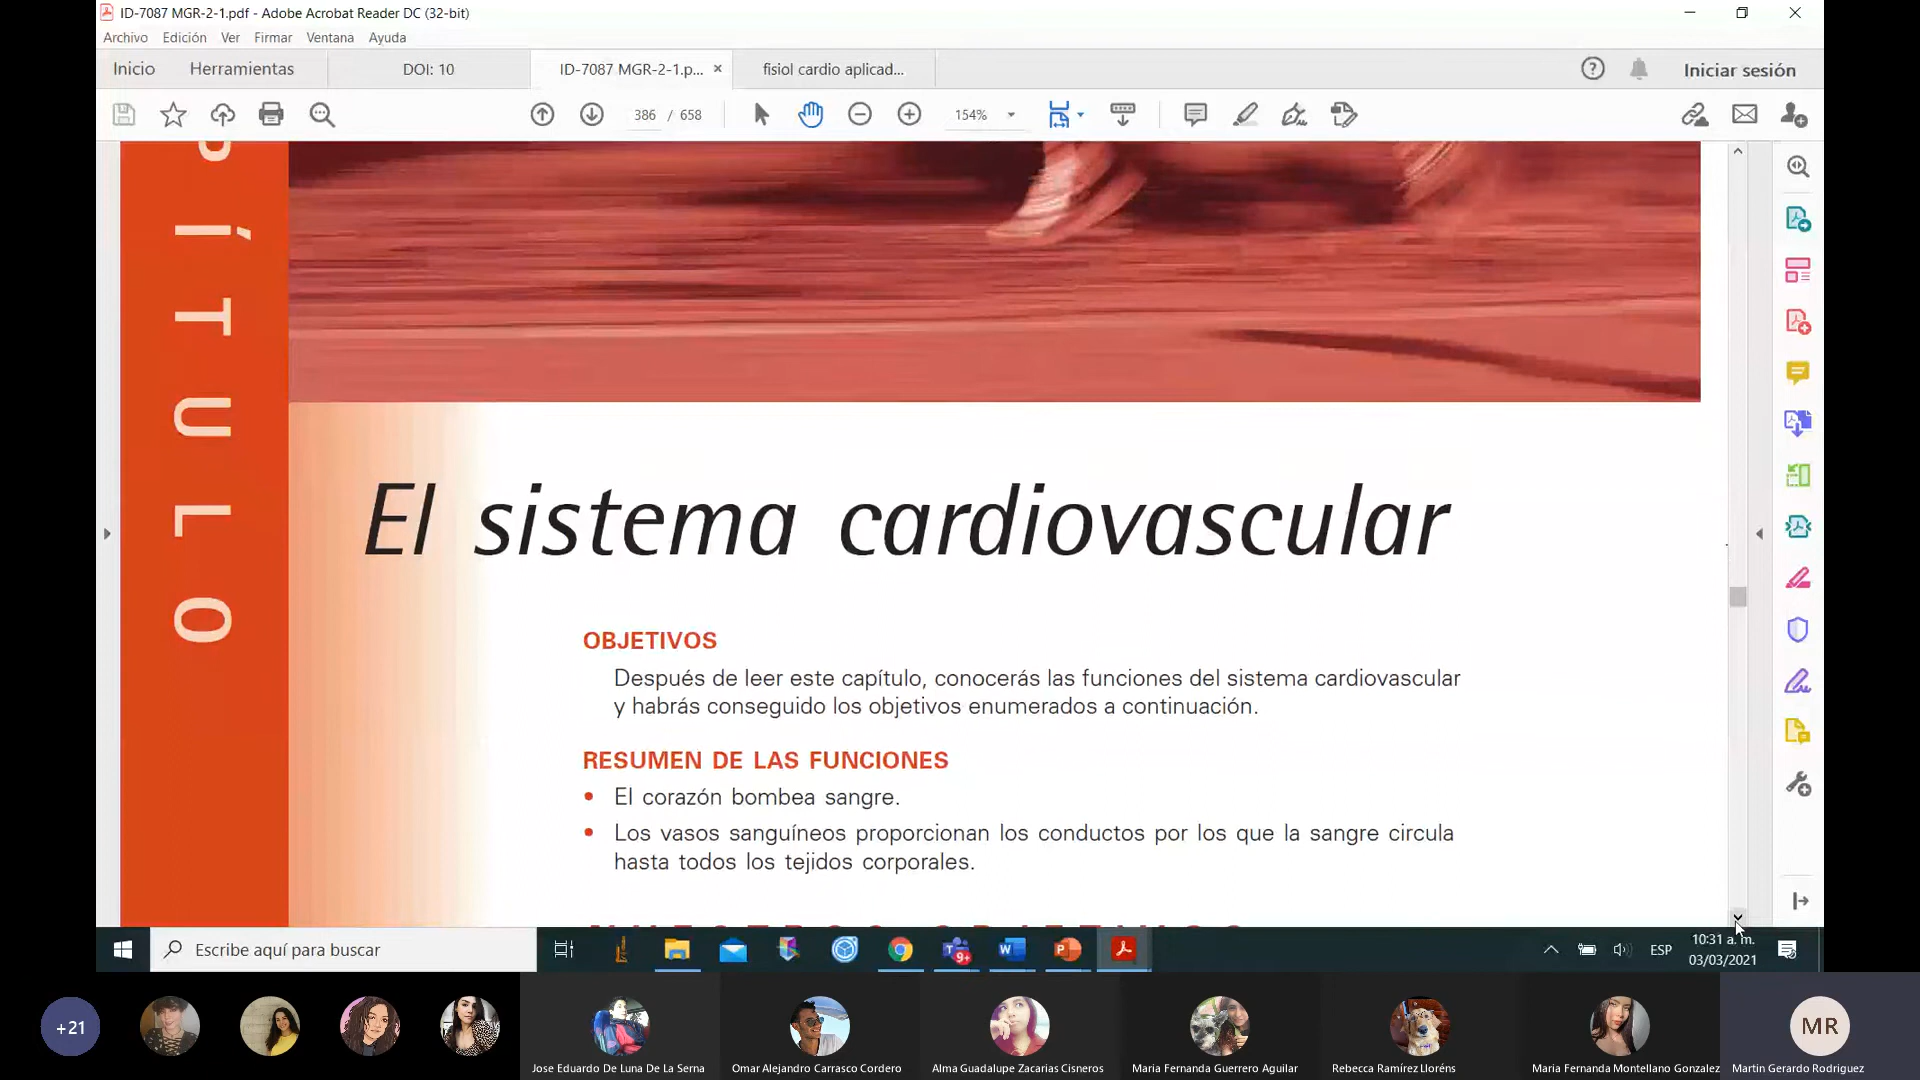 ID-7087 MGR-2-1.pdf - Adobe Acrobat Reader DC (32-bit)
Archivo Edición Ver Firmar Ventana Ayuda
Inicio Herramientas DOI: 10 ID-7087 MGR-2-1.p... × fisiol cardio aplicad... Iniciar sesión
386 / 658 154%
PÍTULO
El sistema cardiovascular
OBJETIVOS
Después de leer este capítulo, conocerás las funciones del sistema cardiovascular
y habrás conseguido los objetivos enumerados a continuación.
RESUMEN DE LAS FUNCIONES
• El corazón bombea sangre.
• Los vasos sanguíneos proporcionan los conductos por los que la sangre circula
hasta todos los tejidos corporales.
Escribe aquí para buscar
9+
ESP
10:31 a. m.
03/03/2021
+21
MR
Jose Eduardo De Luna De La Serna
Omar Alejandro Carrasco Cordero
Alma Guadalupe Zacarias Cisneros
Maria Fernanda Guerrero Aguilar
Rebecca Ramírez Lloréns
Maria Fernanda Montellano Gonzalez
Martin Gerardo Rodriguez